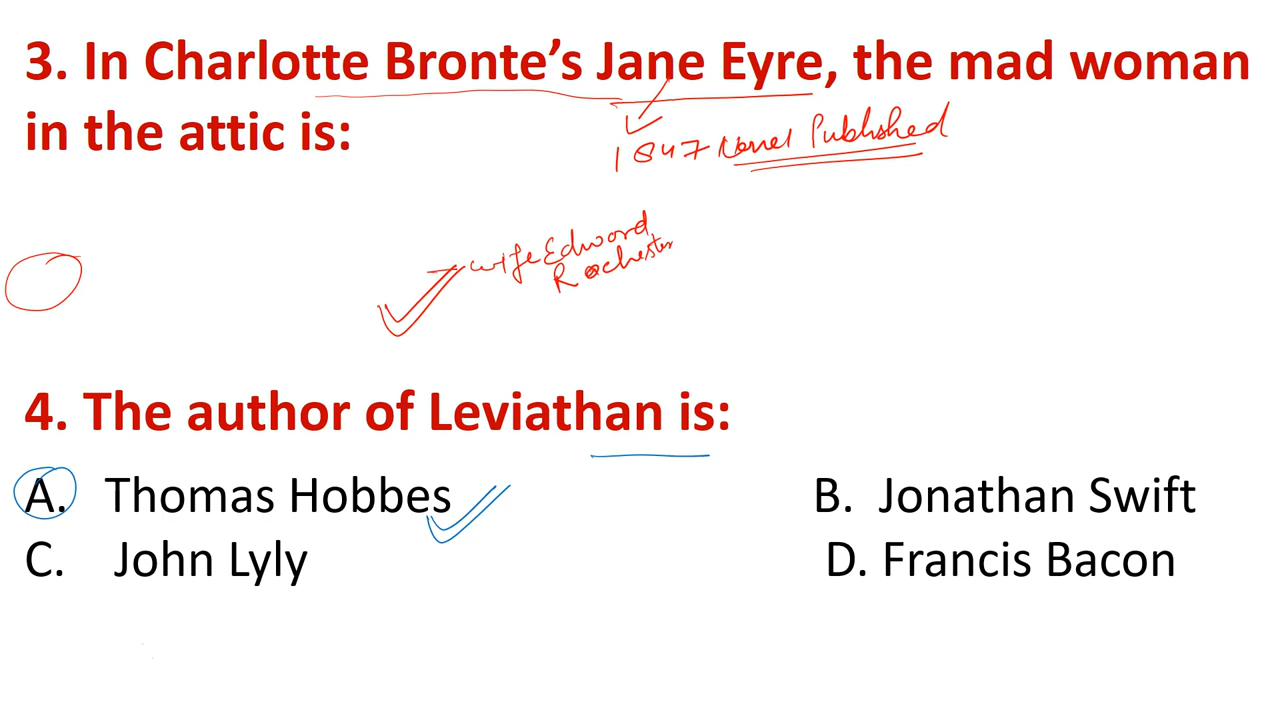 3. In Charlotte Bronte’s Jane Eyre, the mad woman
in the attic is:
1847 Novel Published
wife Edword
Rochester
4. The author of Leviathan is:
A. Thomas Hobbes
B. Jonathan Swift
C. John Lyly
D. Francis Bacon